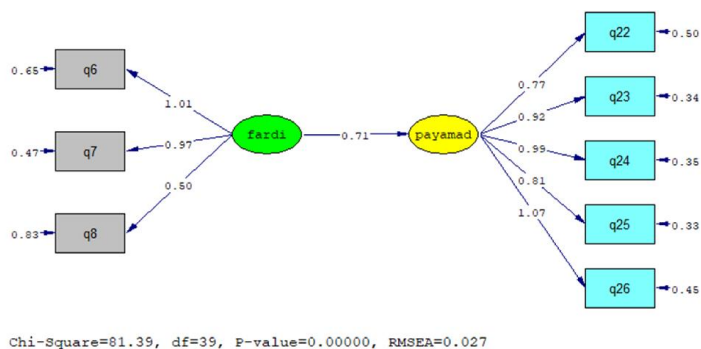 q22
0.50
0.65
q6
0.77
q23
0.34
1.01
0.92
q7
0.47
0.97
fardi
0.71
payamad
0.99
q24
0.35
0.50
0.81
q8
0.83
1.07
q25
0.33
q26
0.45
Chi-Square=81.39, df=39, P-value=0.00000, RMSEA=0.027